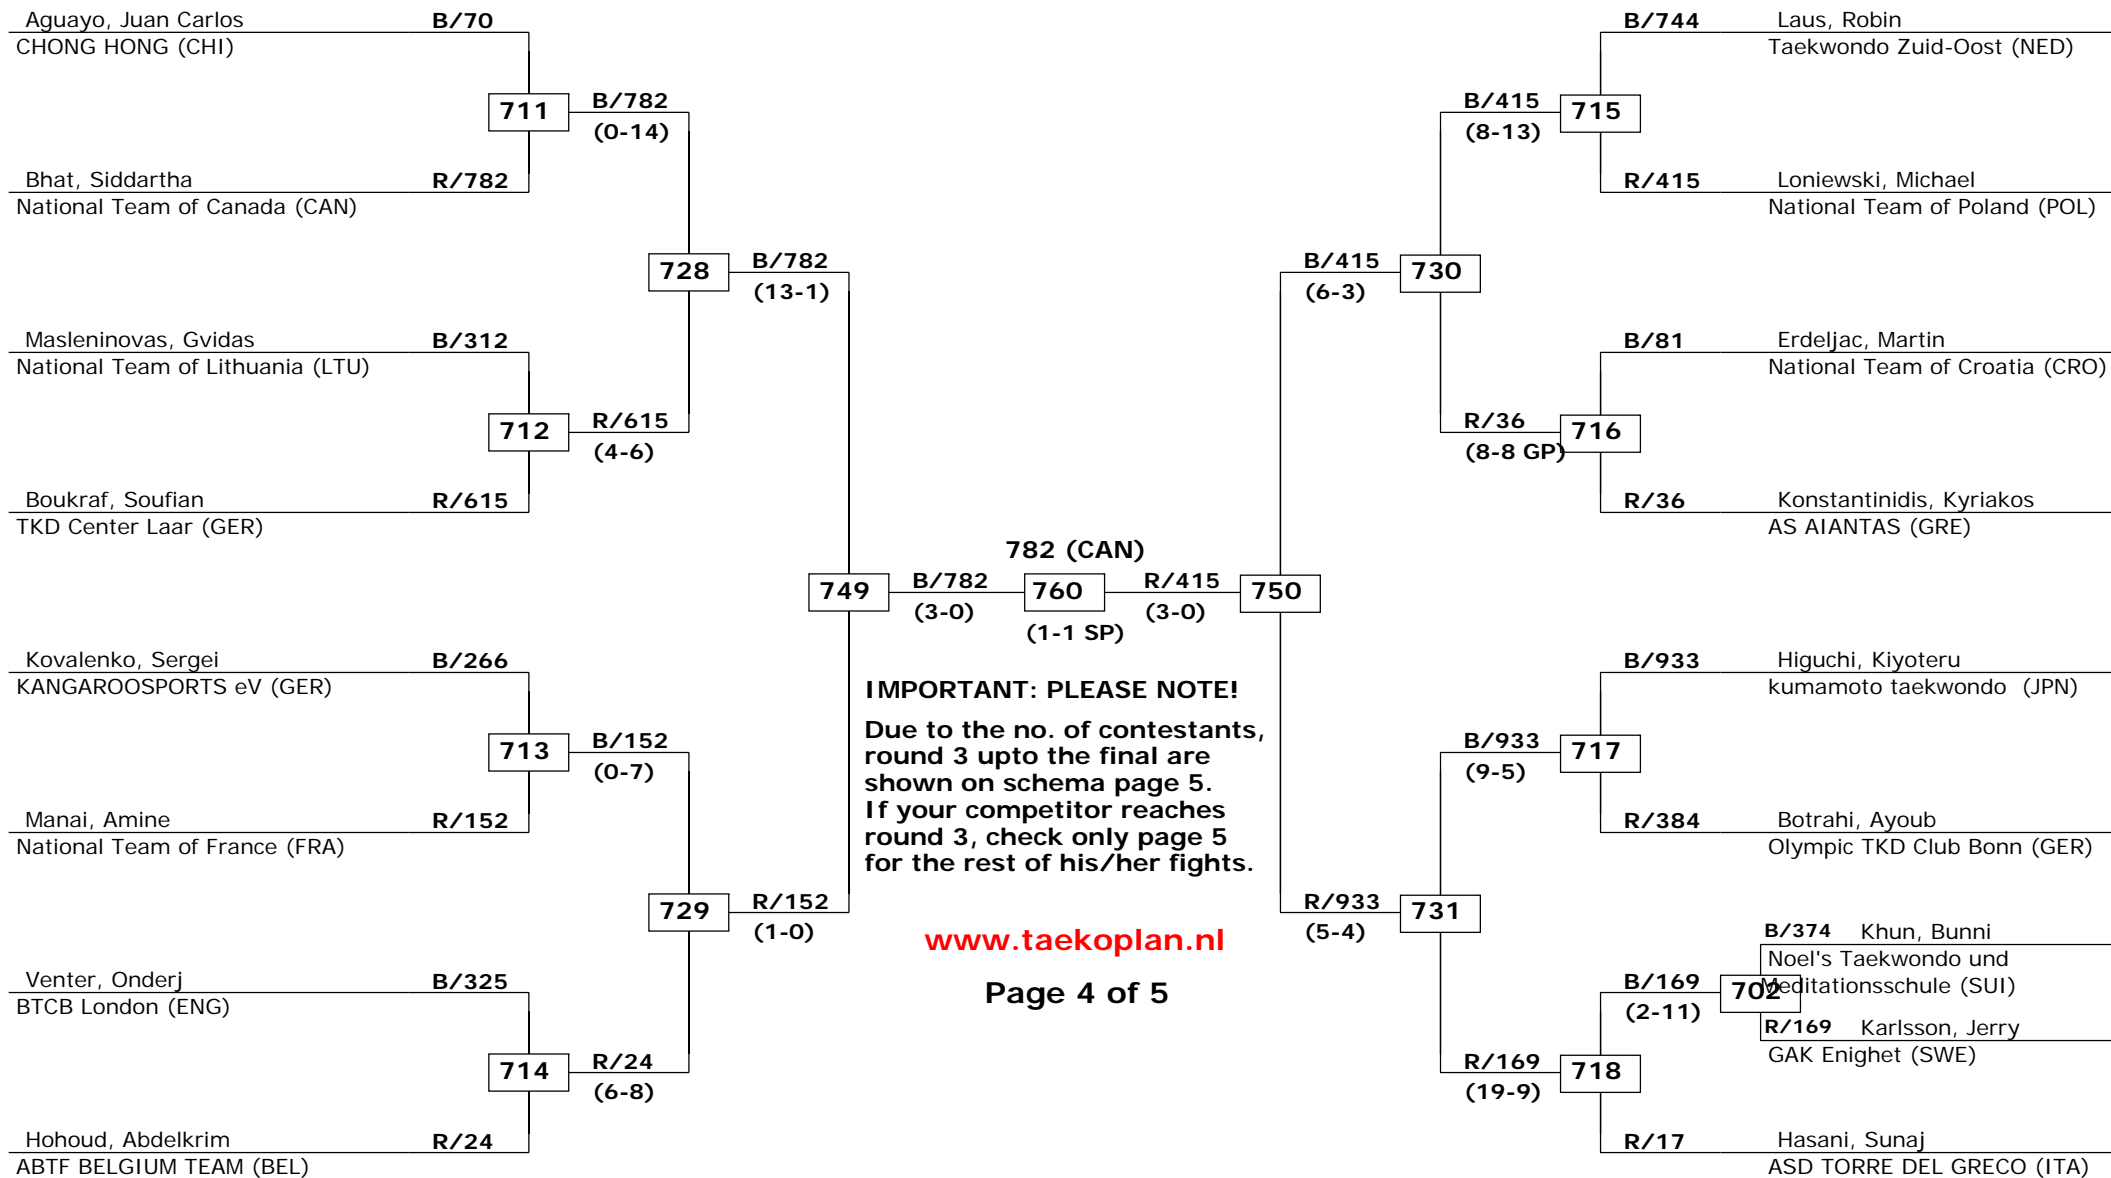 Aguayo, Juan Carlos B/70
CHONG HONG (CHI)
711
B/782
(0-14)
Bhat, Siddartha R/782
National Team of Canada (CAN)
728
B/782
(13-1)
Masleninovas, Gvidas B/312
National Team of Lithuania (LTU)
712
R/615
(4-6)
Boukraf, Soufian R/615
TKD Center Laar (GER)
749
B/782
(3-0)
Kovalenko, Sergei B/266
KANGAROOSPORTS eV (GER)
713
B/152
(0-7)
Manai, Amine R/152
National Team of France (FRA)
729
R/152
(1-0)
Venter, Onderj B/325
BTCB London (ENG)
714
R/24
(6-8)
Hohoud, Abdelkrim R/24
ABTF BELGIUM TEAM (BEL)
782 (CAN)
760
(1-1 SP)
IMPORTANT: PLEASE NOTE!
Due to the no. of contestants,
round 3 upto the final are
shown on schema page 5.
If your competitor reaches
round 3, check only page 5
for the rest of his/her fights.
www.taekoplan.nl
Page 4 of 5
B/744 Laus, Robin
Taekwondo Zuid-Oost (NED)
B/415
(8-13)
715
R/415 Loniewski, Michael
National Team of Poland (POL)
B/415
(6-3)
730
B/81 Erdeljac, Martin
National Team of Croatia (CRO)
R/36
(8-8 GP)
716
R/36 Konstantinidis, Kyriakos
AS AIANTAS (GRE)
R/415
(3-0)
750
B/933 Higuchi, Kiyoteru
kumamoto taekwondo (JPN)
B/933
(9-5)
717
R/384 Botrahi, Ayoub
Olympic TKD Club Bonn (GER)
R/933
(5-4)
731
B/374 Khun, Bunni
Noel's Taekwondo und
Meditationsschule (SUI)
B/169
(2-11)
702
R/169 Karlsson, Jerry
GAK Enighet (SWE)
R/169
(19-9)
718
R/17 Hasani, Sunaj
ASD TORRE DEL GRECO (ITA)